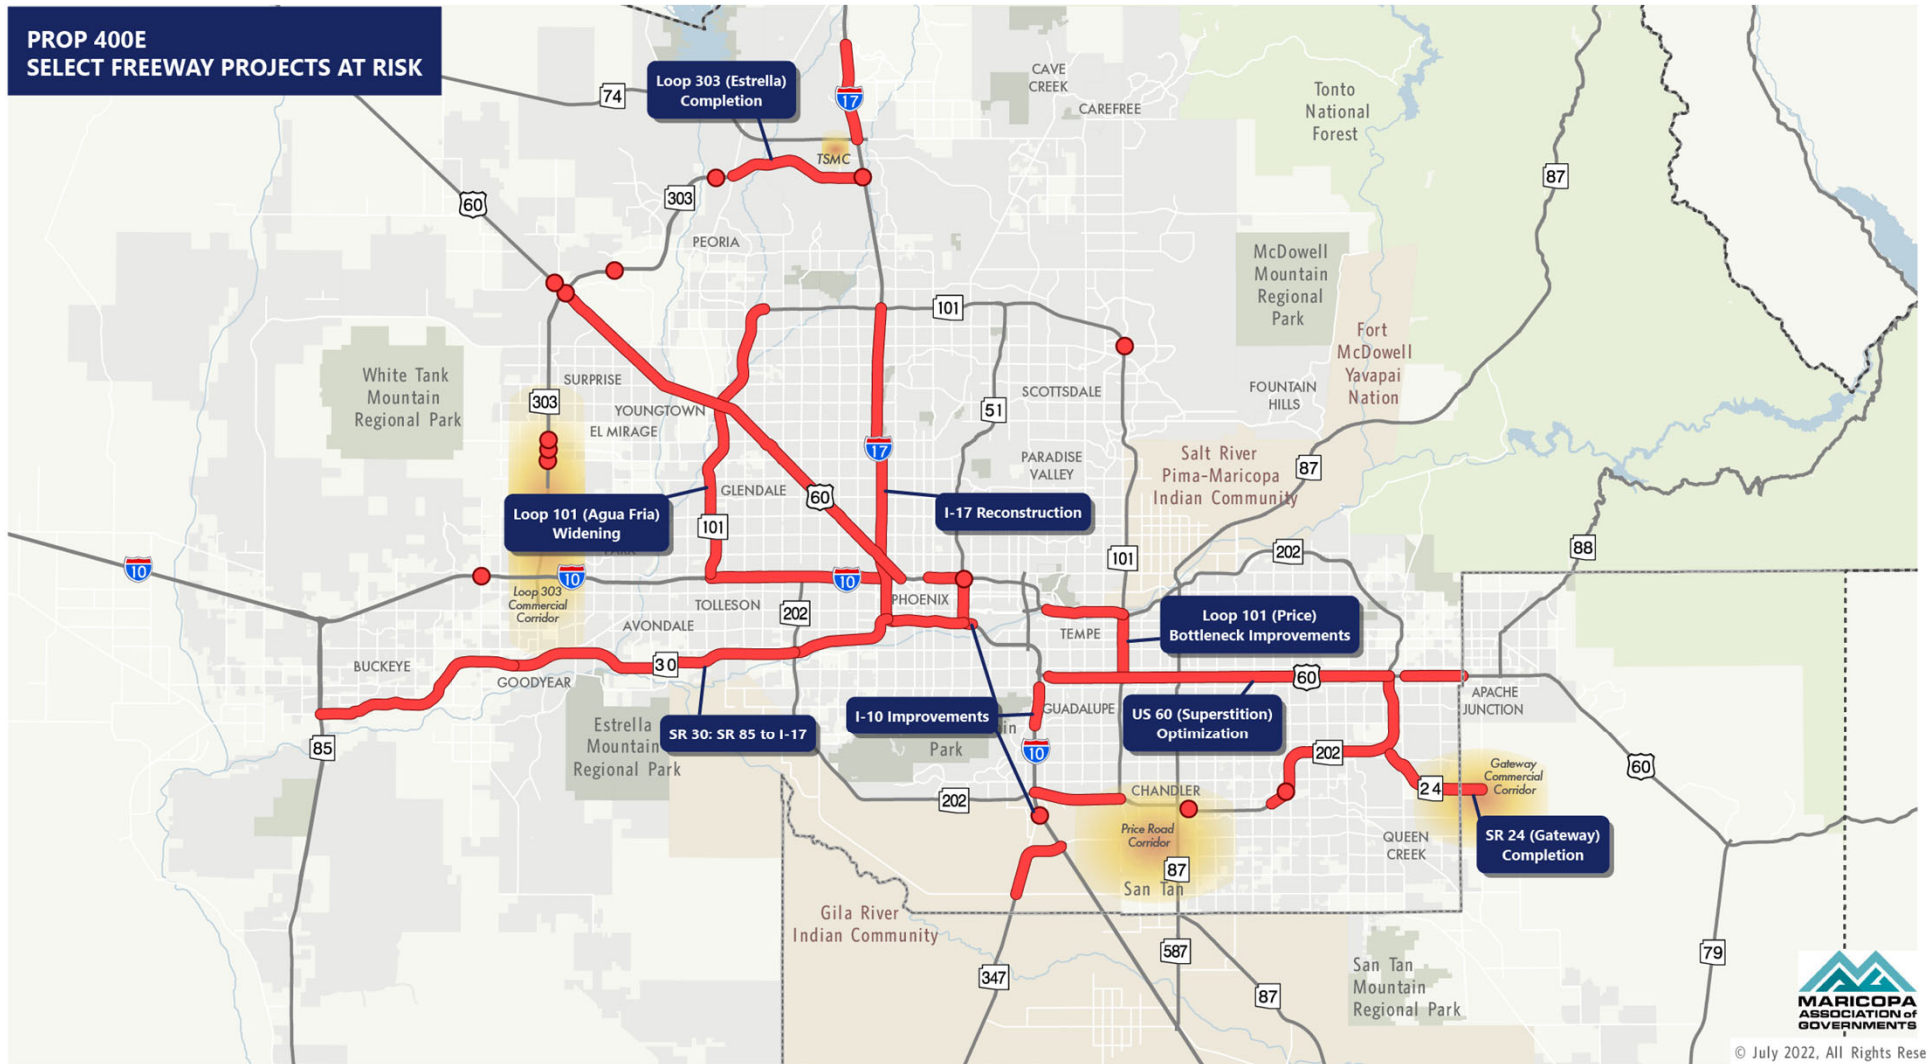 PROP 400E
SELECT FREEWAY PROJECTS AT RISK
Loop 303 (Estrella)
Completion
74
17
CAVE
CREEK
CAREFREE
Tonto
National
Forest
TSMC
87
60
303
PEORIA
McDowell
Mountain
Regional
Park
101
Fort
McDowell
Yavapai
Nation
White Tank
Mountain
Regional Park
SURPRISE
303
YOUNGTOWN
EL MIRAGE
51
SCOTTSDALE
FOUNTAIN
HILLS
17
PARADISE
VALLEY
Salt River
Pima-Maricopa
Indian Community
87
GLENDALE
60
Loop 101 (Agua Fria)
Widening
101
I-17 Reconstruction
101
202
88
10
10
10
Loop 303
Commercial
Corridor
TOLLESON
202
PHOENIX
AVONDALE
TEMPE
Loop 101 (Price)
Bottleneck Improvements
BUCKEYE
GOODYEAR
30
60
APACHE
JUNCTION
Estrella
Mountain
Regional Park
SR 30: SR 85 to I-17
I-10 Improvements
GUADALUPE
Park
US 60 (Superstition)
Optimization
85
10
202
60
Gateway
Commercial
Corridor
202
CHANDLER
24
Price Road
Corridor
QUEEN
CREEK
SR 24 (Gateway)
Completion
87
San Tan
Gila River
Indian Community
347
587
87
San Tan
Mountain
Regional Park
79
MARICOPA
ASSOCIATION of
GOVERNMENTS
© July 2022, All Rights Rese